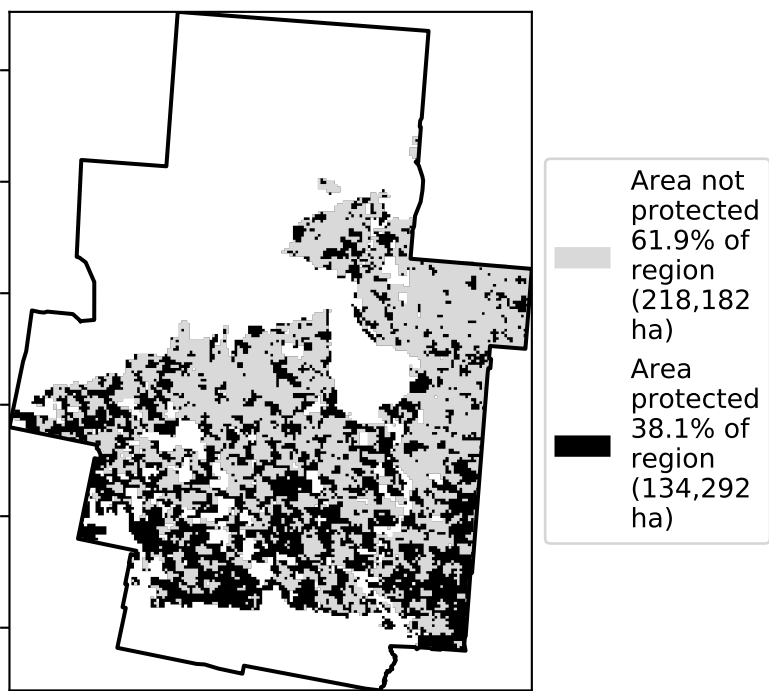 Area not
protected
61.9% of
region
(218,182
ha)
Area
protected
38.1% of
region
(134,292
ha)